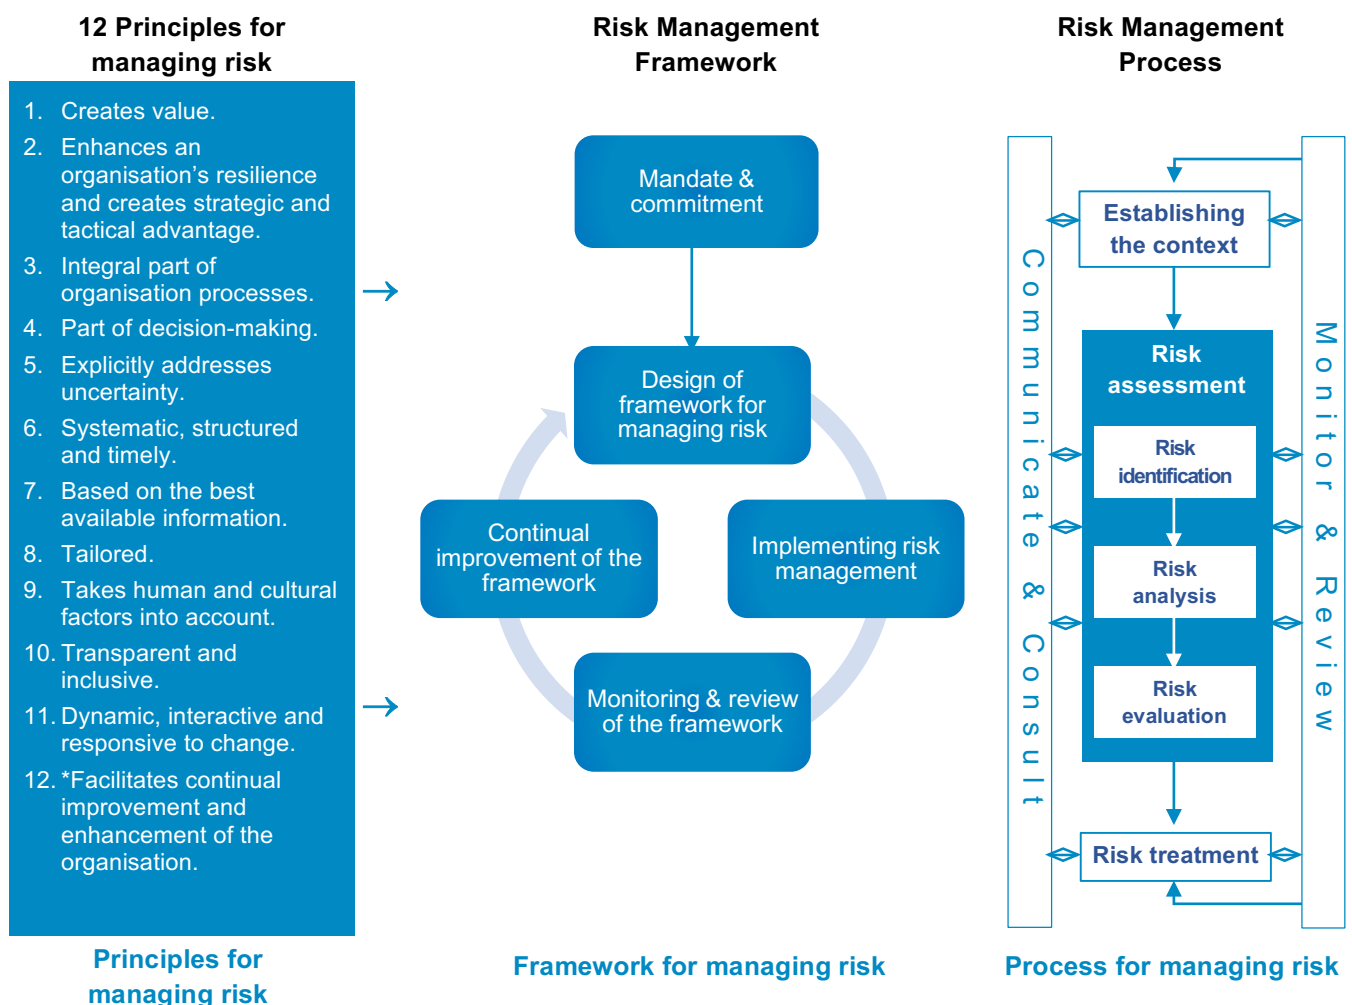 12 Principles for
managing risk
1. Creates value.
2. Enhances an
organisation’s resilience
and creates strategic and
tactical advantage.
3. Integral part of
organisation processes.
4. Part of decision-making.
5. Explicitly addresses
uncertainty.
6. Systematic, structured
and timely.
7. Based on the best
available information.
8. Tailored.
9. Takes human and cultural
factors into account.
10. Transparent and
inclusive.
11. Dynamic, interactive and
responsive to change.
12. *Facilitates continual
improvement and
enhancement of the
organisation.
Principles for
managing risk
Risk Management
Framework
Mandate &
commitment
Design of
framework for
managing risk
Implementing risk
management
Monitoring & review
of the framework
Continual
improvement of the
framework
Framework for managing risk
Risk Management
Process
Communicate & Consult
Establishing
the context
Risk
assessment
Risk
identification
Risk
analysis
Risk
evaluation
Risk treatment
Monitor & Review
Process for managing risk